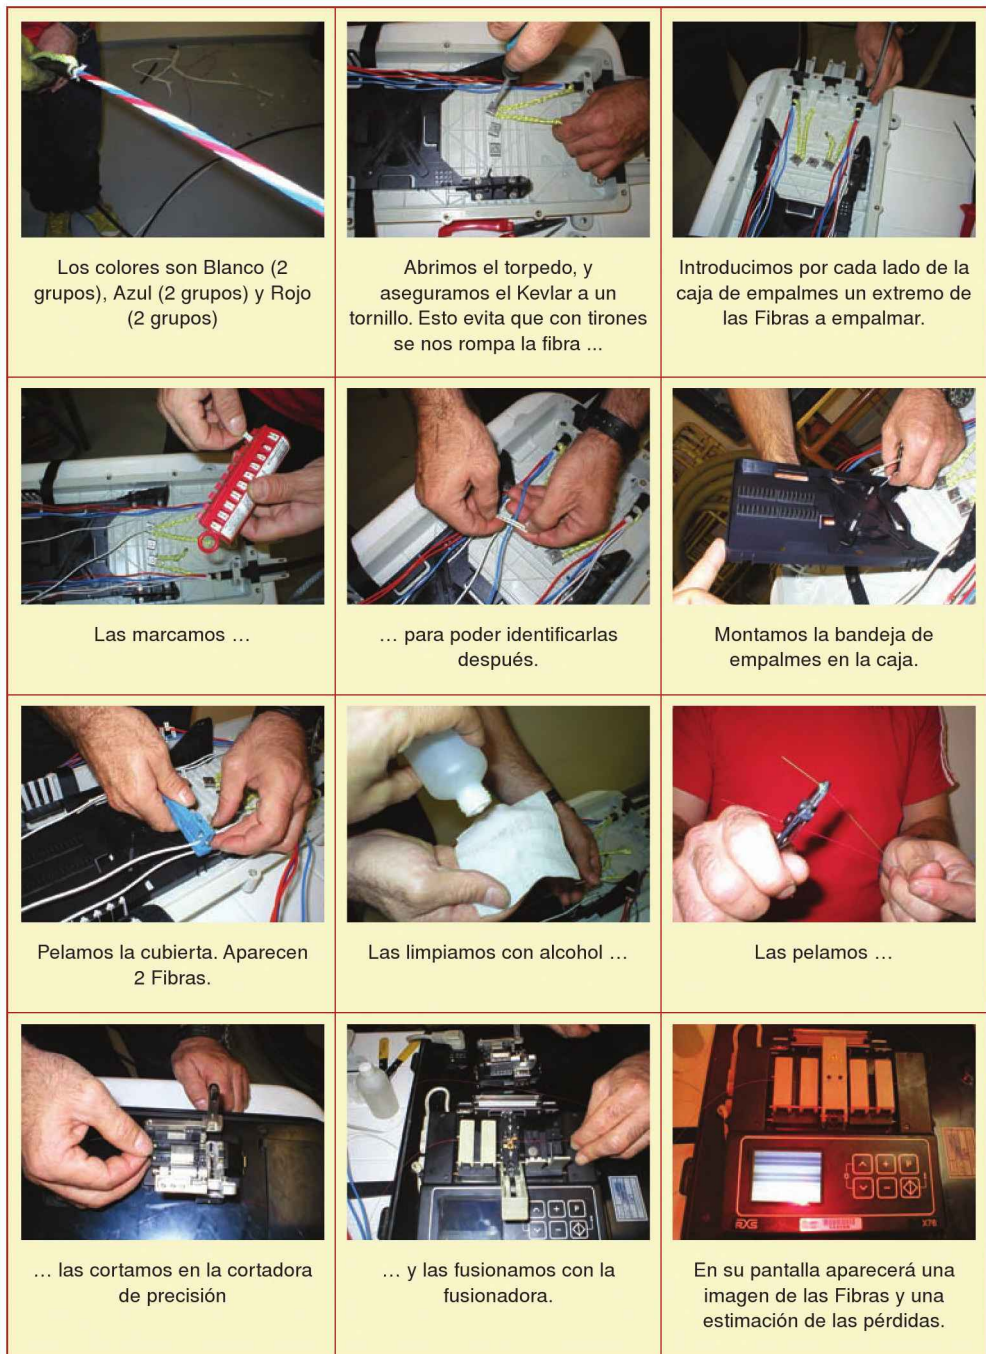 Los colores son Blanco (2
grupos), Azul (2 grupos) y Rojo
(2 grupos)
Abrimos el torpedo, y
aseguramos el Kevlar a un
tornillo. Esto evita que con tirones
se nos rompa la fibra ...
Introducimos por cada lado de la
caja de empalmes un extremo de
las Fibras a empalmar.
Las marcamos …
… para poder identificarlas
después.
Montamos la bandeja de
empalmes en la caja.
Pelamos la cubierta. Aparecen
2 Fibras.
Las limpiamos con alcohol …
Las pelamos …
… las cortamos en la cortadora
de precisión
… y las fusionamos con la
fusionadora.
P
RXS
X76
En su pantalla aparecerá una
imagen de las Fibras y una
estimación de las pérdidas.